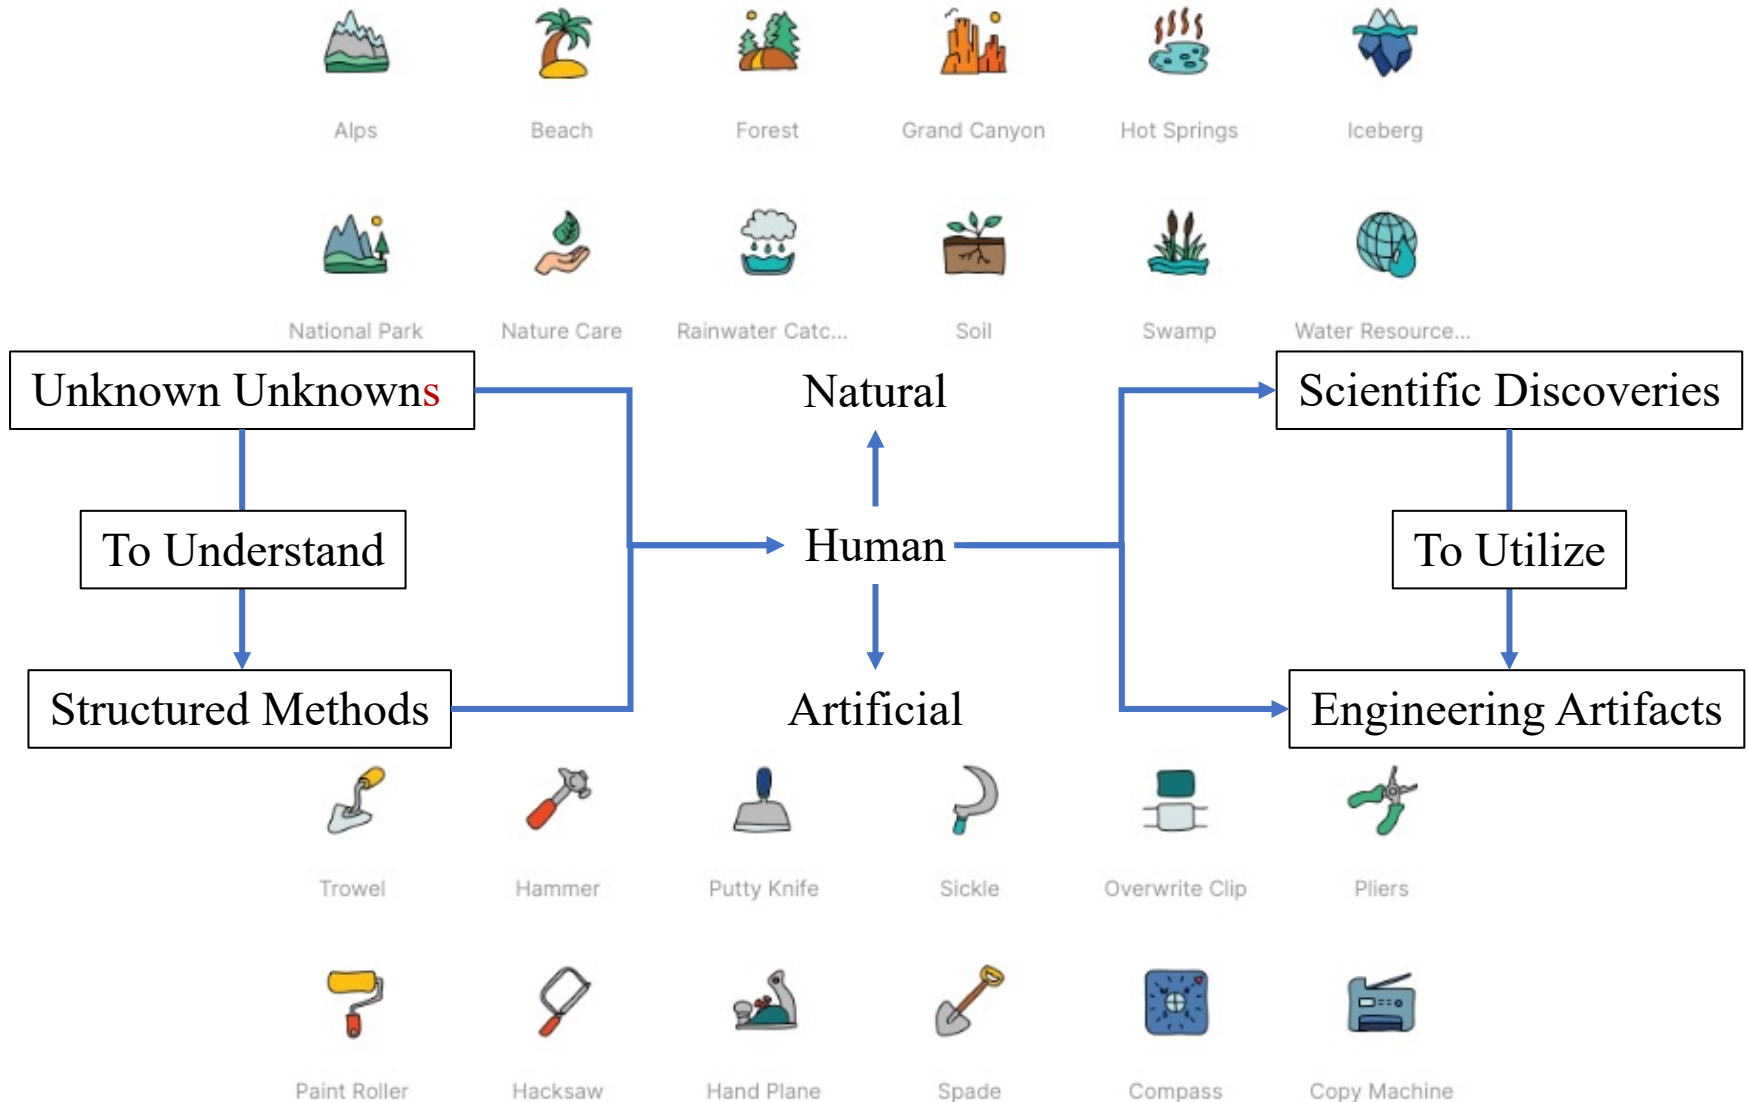 Alps Beach Forest Grand Canyon Hot Springs Iceberg
National Park Nature Care Rainwater Catc... Soil Swamp Water Resource...
Unknown Unknowns Natural Scientific Discoveries
To Understand Human To Utilize
Structured Methods Artificial Engineering Artifacts
Trowel Hammer Putty Knife Sickle Overwrite Clip Pliers
Paint Roller Hacksaw Hand Plane Spade Compass Copy Machine